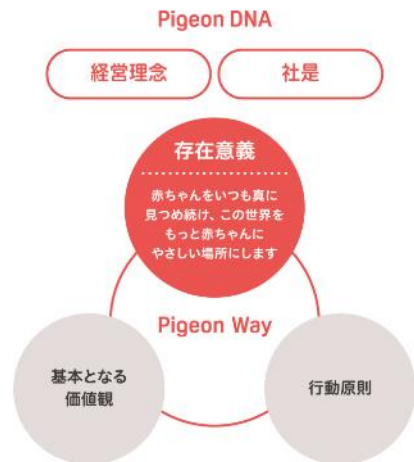 Pigeon DNA
経営理念
社是
存在意義
赤ちゃんをいつも真に
見つめ続け、この世界を
もっと赤ちゃんに
やさしい場所にします
Pigeon Way
基本となる
価値観
行動原則